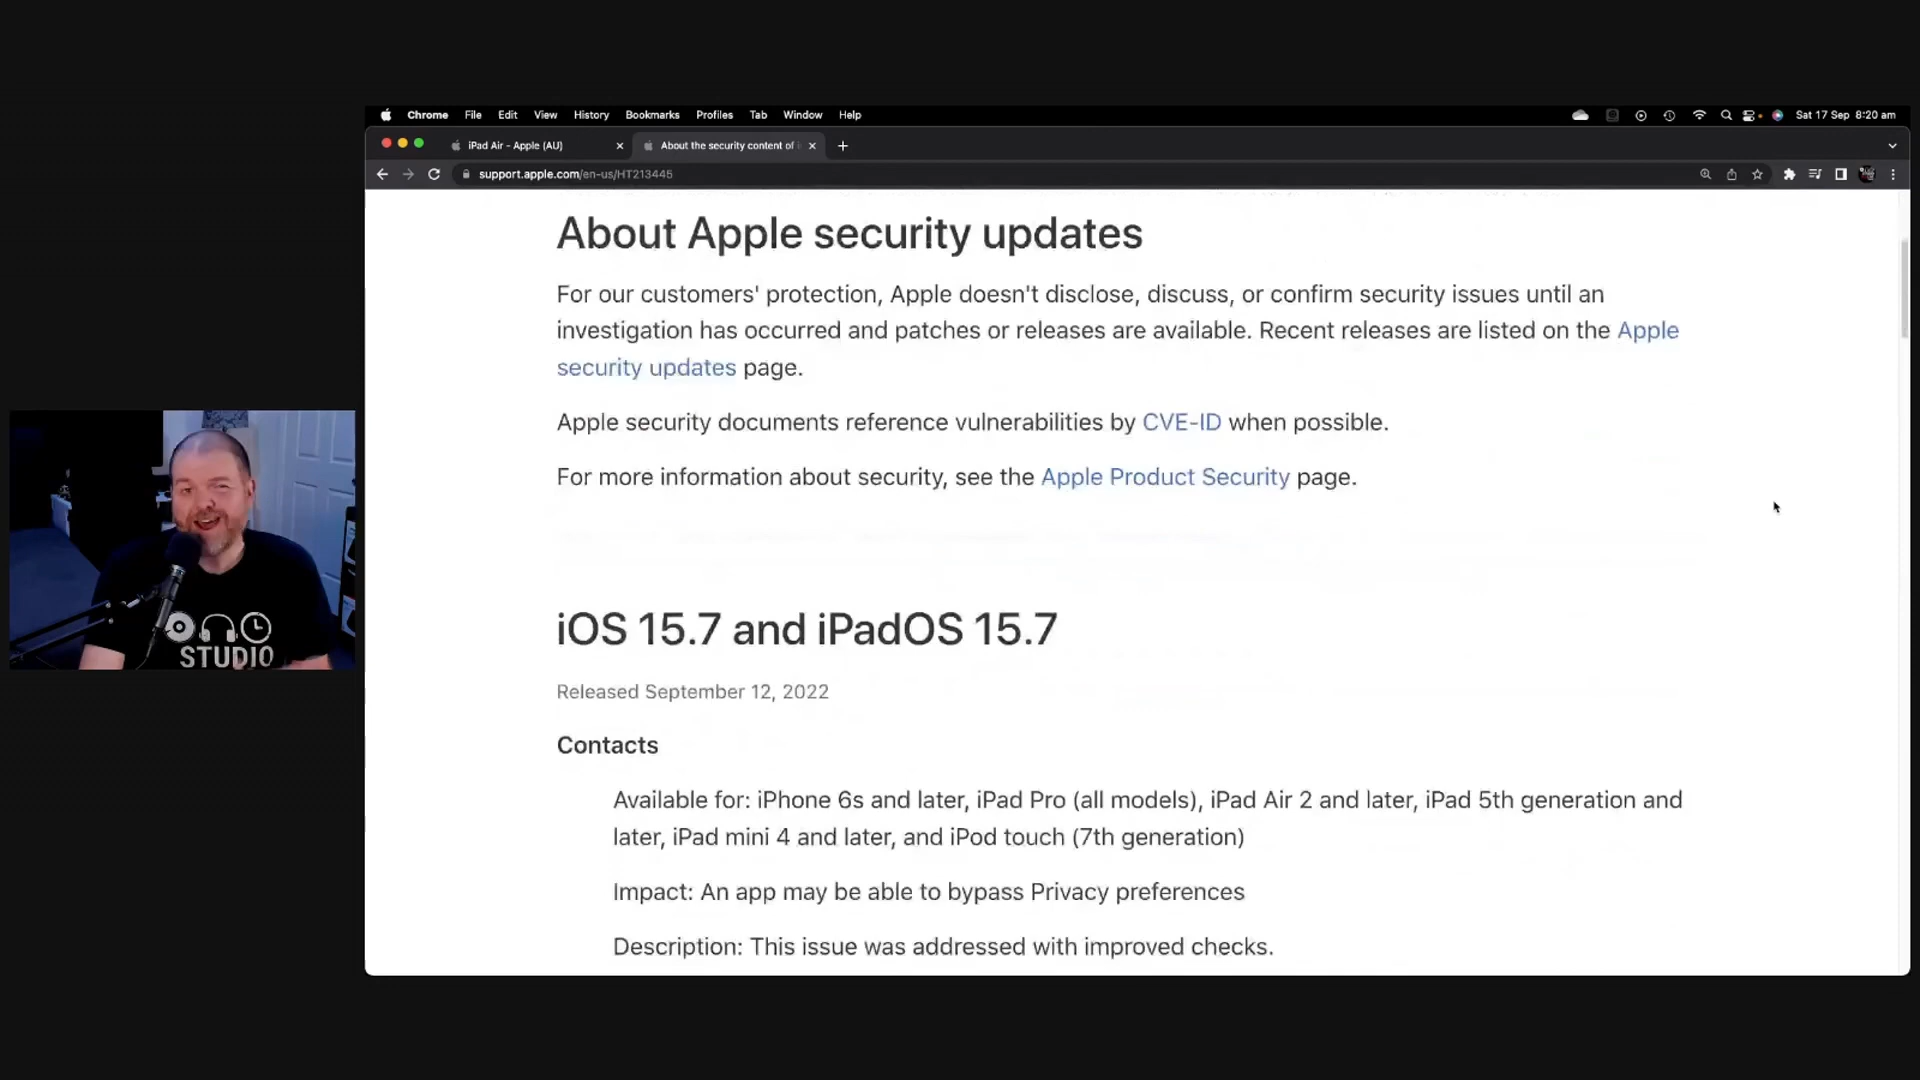 Chrome File Edit View History Bookmarks Profiles Tab Window Help Sat 17 Sep 8:20 am
iPad Air - Apple (AU) About the security content of
support.apple.com/en-us/HT213445
About Apple security updates
For our customers' protection, Apple doesn't disclose, discuss, or confirm security issues until an
investigation has occurred and patches or releases are available. Recent releases are listed on the Apple
security updates page.
Apple security documents reference vulnerabilities by CVE-ID when possible.
For more information about security, see the Apple Product Security page.
iOS 15.7 and iPadOS 15.7
Released September 12, 2022
Contacts
Available for: iPhone 6s and later, iPad Pro (all models), iPad Air 2 and later, iPad 5th generation and
later, iPad mini 4 and later, and iPod touch (7th generation)
Impact: An app may be able to bypass Privacy preferences
Description: This issue was addressed with improved checks.
STUDIO